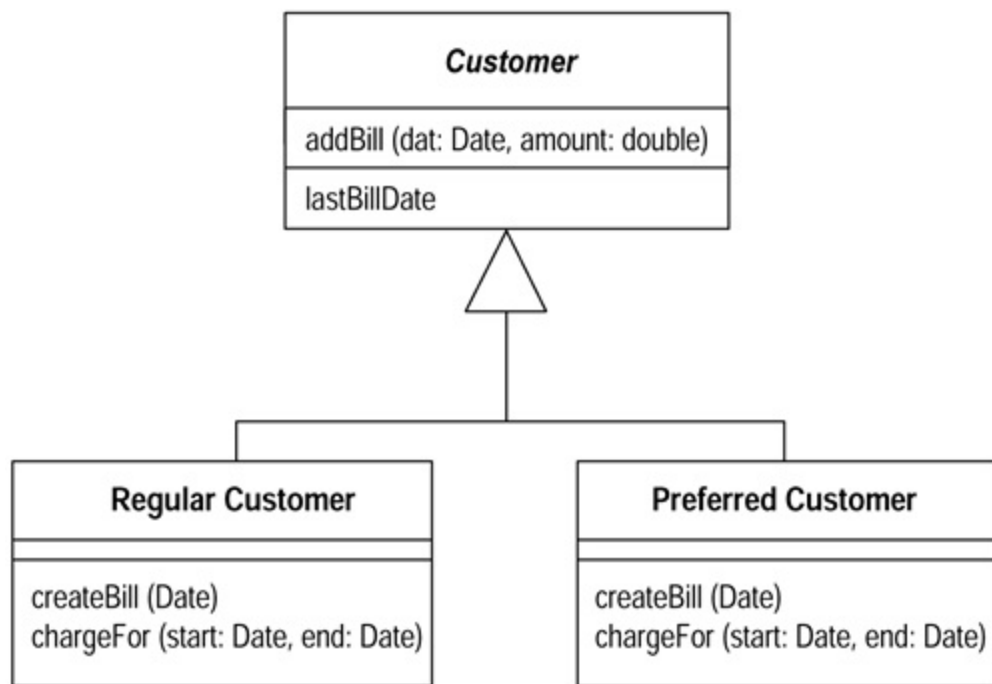 Customer
addBill (dat: Date, amount: double)
lastBillDate
Regular Customer
createBill (Date)
chargeFor (start: Date, end: Date)
Preferred Customer
createBill (Date)
chargeFor (start: Date, end: Date)